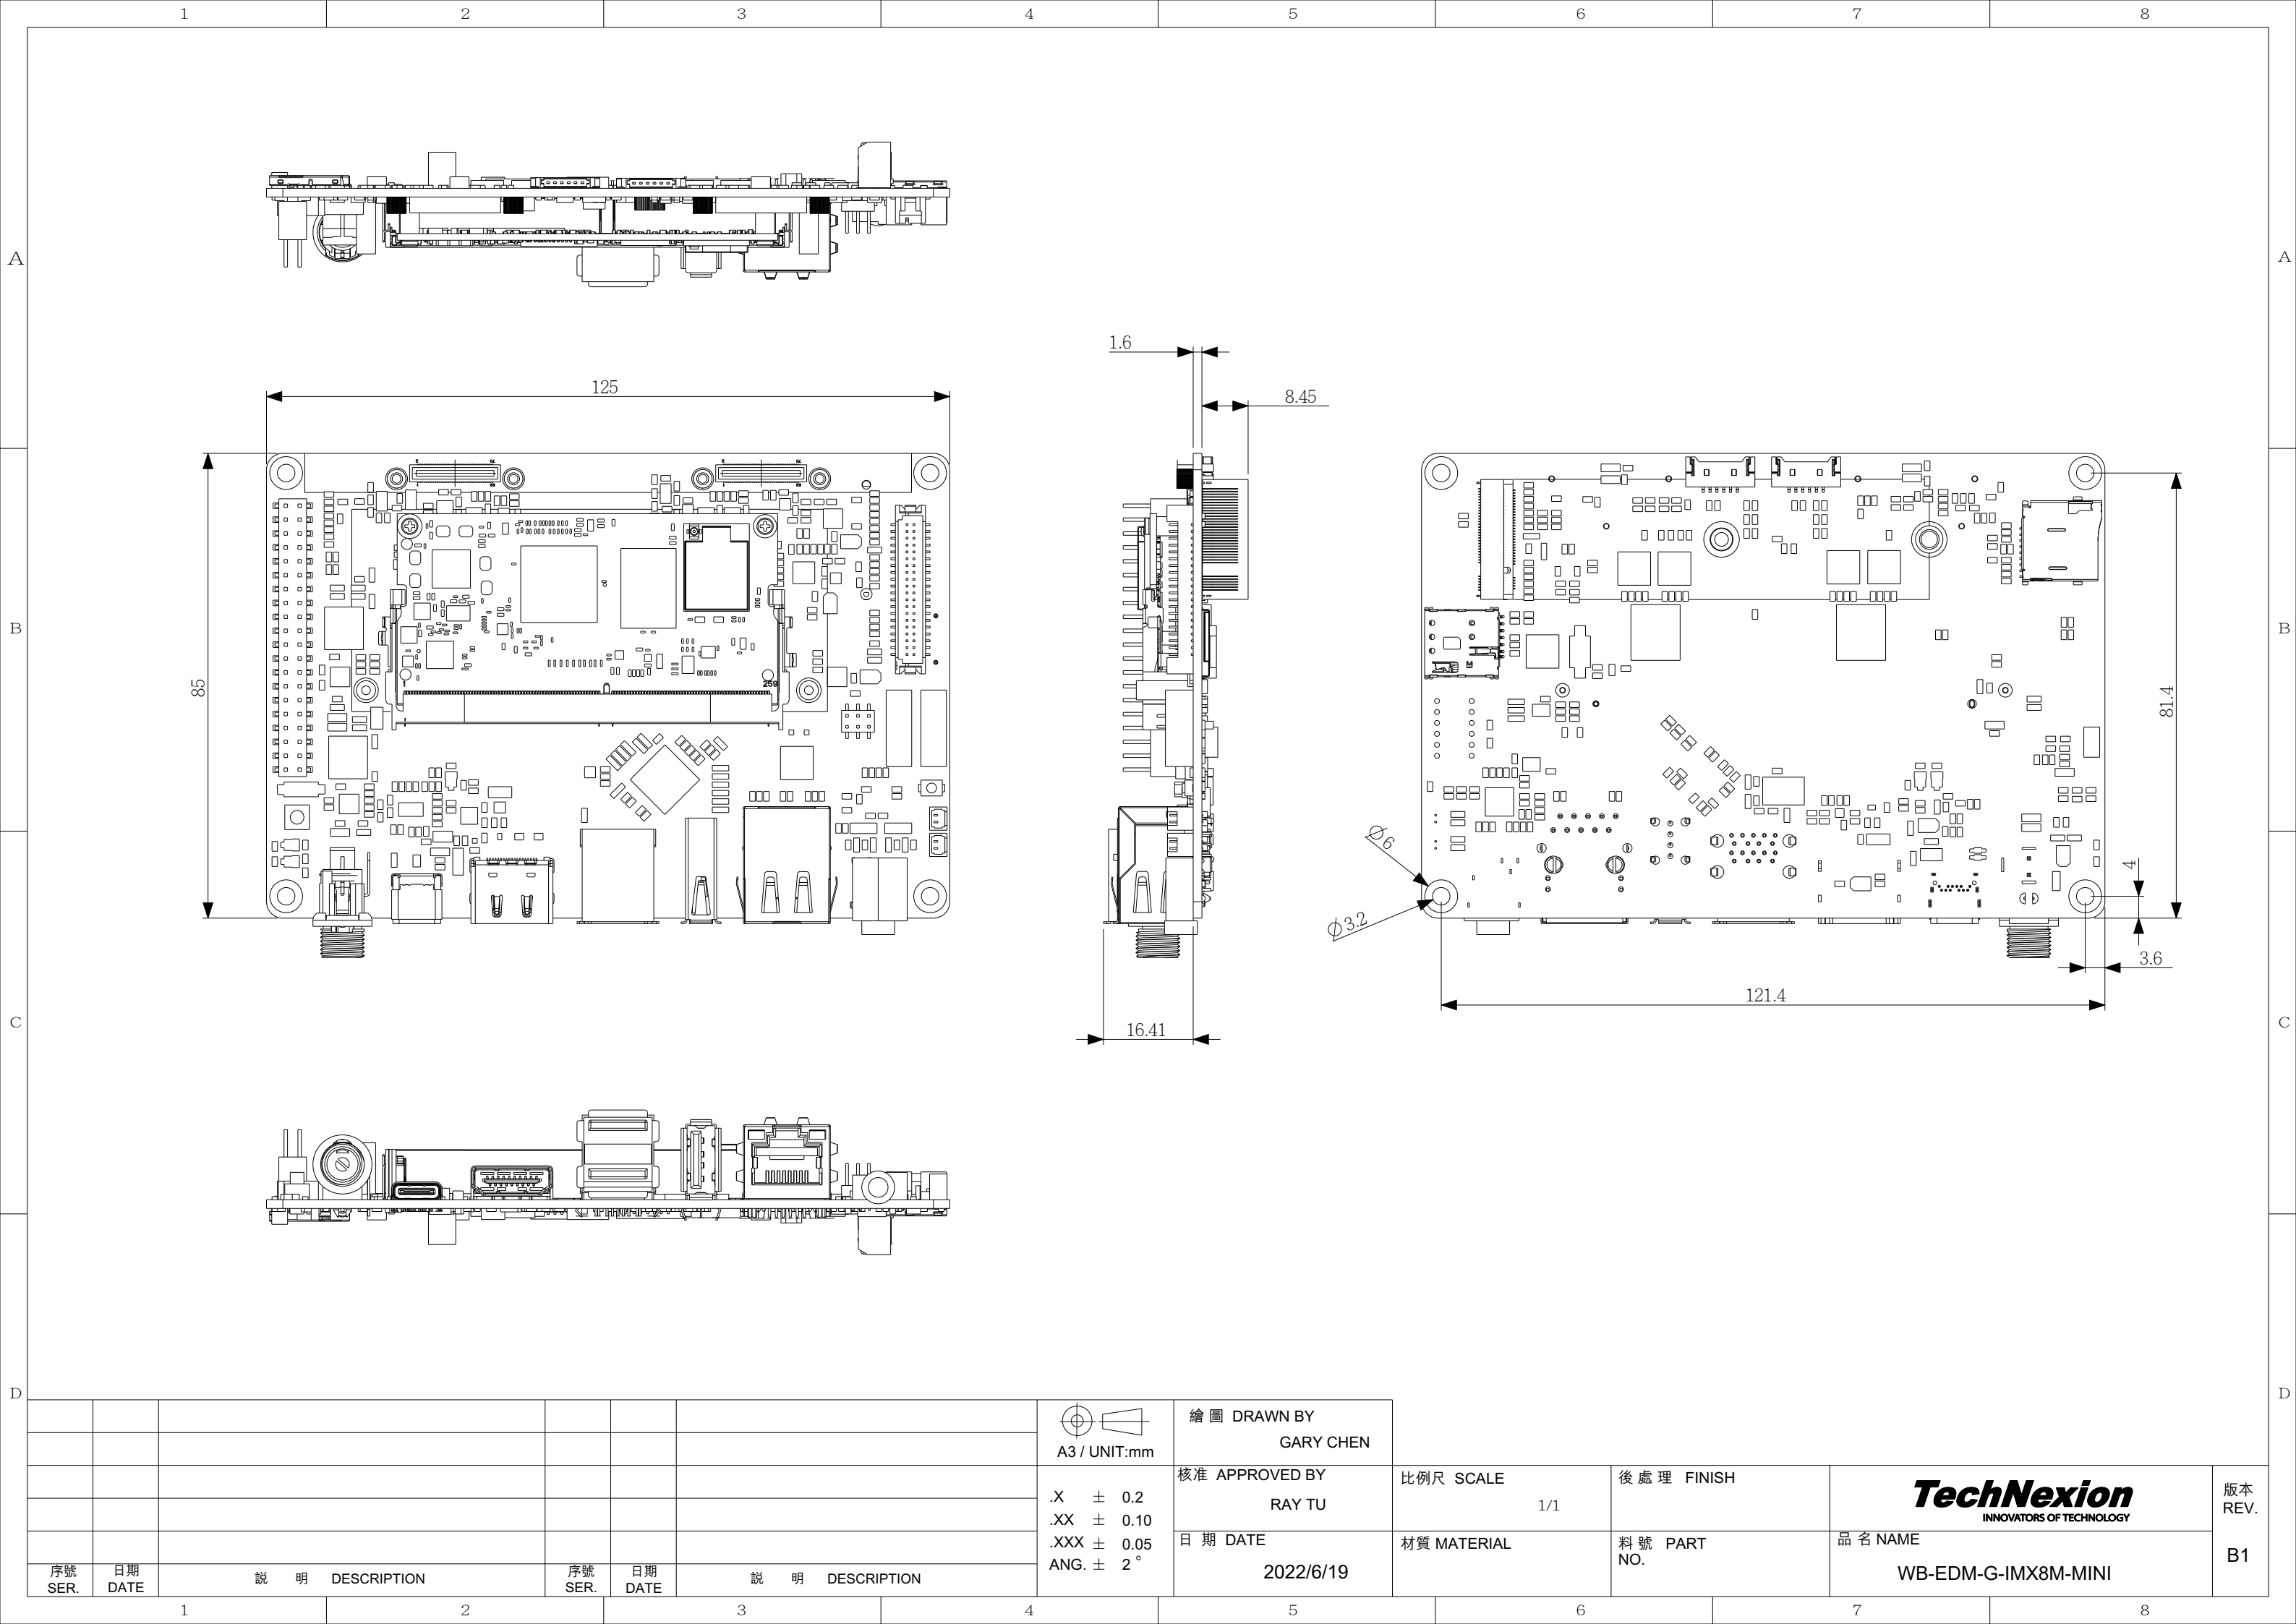 1 2 3 4 5 6 7 8
A A
B B
C C
D D
125
85
1.6
8.45
16.41
259
81.4
4
3.6
121.4
⌀6
⌀3.2
A3 / UNIT:mm
.X ± 0.2
.XX ± 0.10
.XXX ± 0.05
ANG. ± 2°
繪 圖 DRAWN BY
GARY CHEN
核准 APPROVED BY
RAY TU
日 期 DATE
2022/6/19
比例尺 SCALE
1/1
後 處 理 FINISH
材質 MATERIAL
料 號 PART
NO.
TechNexion
INNOVATORS OF TECHNOLOGY
品 名 NAME
WB-EDM-G-IMX8M-MINI
版本
REV.
B1
序號
SER.
日期
DATE
説 明 DESCRIPTION
序號
SER.
日期
DATE
説 明 DESCRIPTION
1 2 3 4 5 6 7 8